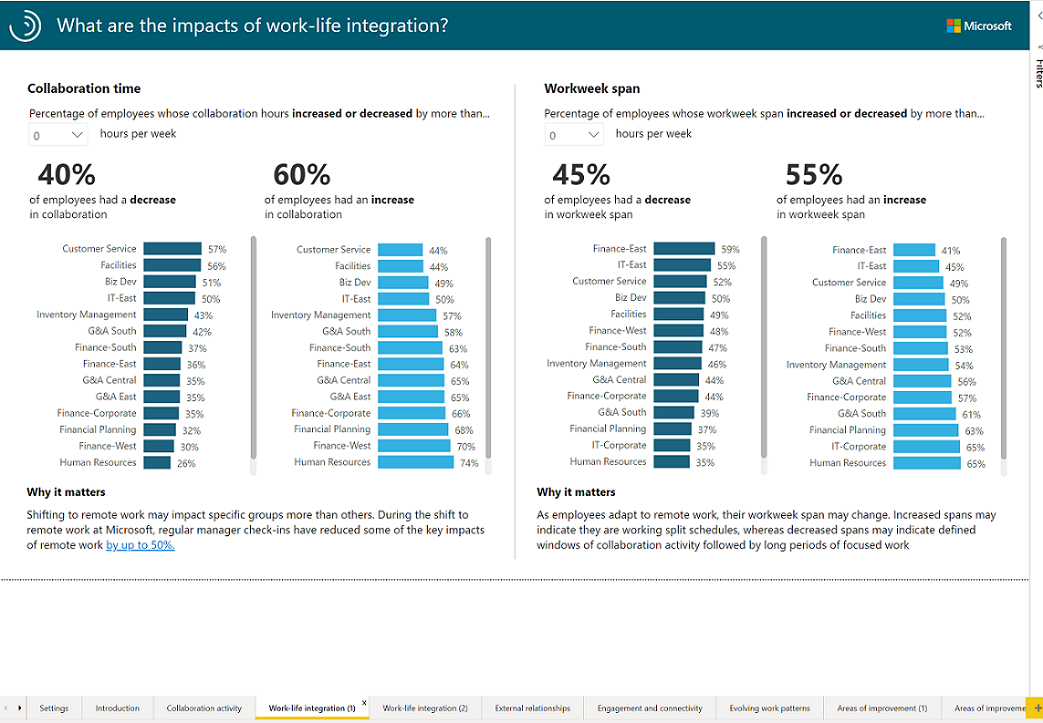 What are the impacts of work-life integration?
Microsoft
Filters
Collaboration time
Percentage of employees whose collaboration hours increased or decreased by more than...
0
hours per week
40%
of employees had a decrease
in collaboration
60%
of employees had an increase
in collaboration
Customer Service 57%
Facilities 56%
Biz Dev 51%
IT-East 50%
Inventory Management 43%
G&A South 42%
Finance-South 37%
Finance-East 36%
G&A Central 35%
G&A East 35%
Finance-Corporate 35%
Financial Planning 32%
Finance-West 30%
Human Resources 26%
Customer Service 44%
Facilities 44%
Biz Dev 49%
IT-East 50%
Inventory Management 57%
G&A South 58%
Finance-South 63%
Finance-East 64%
G&A Central 65%
G&A East 65%
Finance-Corporate 66%
Financial Planning 68%
Finance-West 70%
Human Resources 74%
Why it matters
Shifting to remote work may impact specific groups more than others. During the shift to
remote work at Microsoft, regular manager check-ins have reduced some of the key impacts
of remote work by up to 50%.
Workweek span
Percentage of employees whose workweek span increased or decreased by more than...
0
hours per week
45%
of employees had a decrease
in workweek span
55%
of employees had an increase
in workweek span
Finance-East 59%
IT-East 55%
Customer Service 52%
Biz Dev 50%
Facilities 49%
Finance-West 48%
Finance-South 47%
Inventory Management 46%
G&A Central 44%
Finance-Corporate 44%
G&A South 39%
Financial Planning 37%
IT-Corporate 35%
Human Resources 35%
Finance-East 41%
IT-East 45%
Customer Service 49%
Biz Dev 50%
Facilities 52%
Finance-West 52%
Finance-South 53%
Inventory Management 54%
G&A Central 56%
Finance-Corporate 57%
G&A South 61%
Financial Planning 63%
IT-Corporate 65%
Human Resources 65%
Why it matters
As employees adapt to remote work, their workweek span may change. Increased spans may
indicate they are working split schedules, whereas decreased spans may indicate defined
windows of collaboration activity followed by long periods of focused work
Settings
Introduction
Collaboration activity
Work-life integration (1) x
Work-life integration (2)
External relationships
Engagement and connectivity
Evolving work patterns
Areas of improvement (1)
Areas of improveme
+